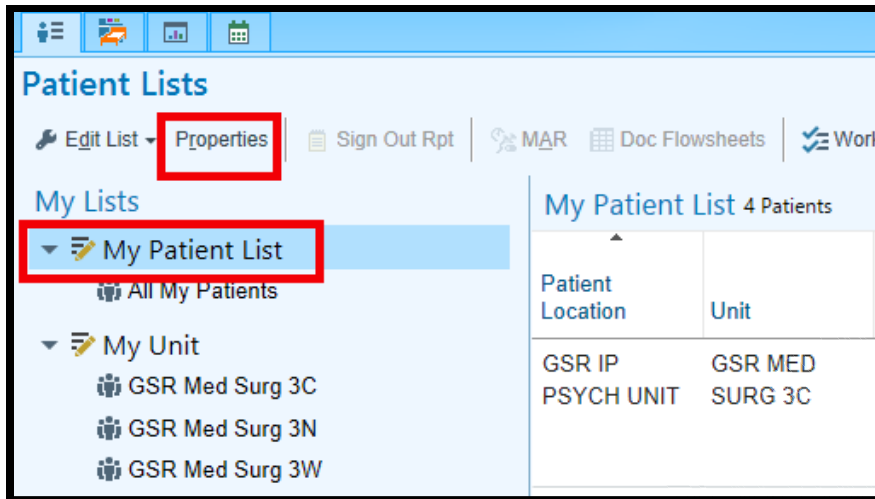 Patient Lists
Edit List Properties Sign Out Rpt MAR Doc Flowsheets
My Lists
My Patient List
All My Patients
My Unit
GSR Med Surg 3C
GSR Med Surg 3N
GSR Med Surg 3W
My Patient List 4 Patients
Patient
Location Unit
GSR IP GSR MED
PSYCH UNIT SURG 3C